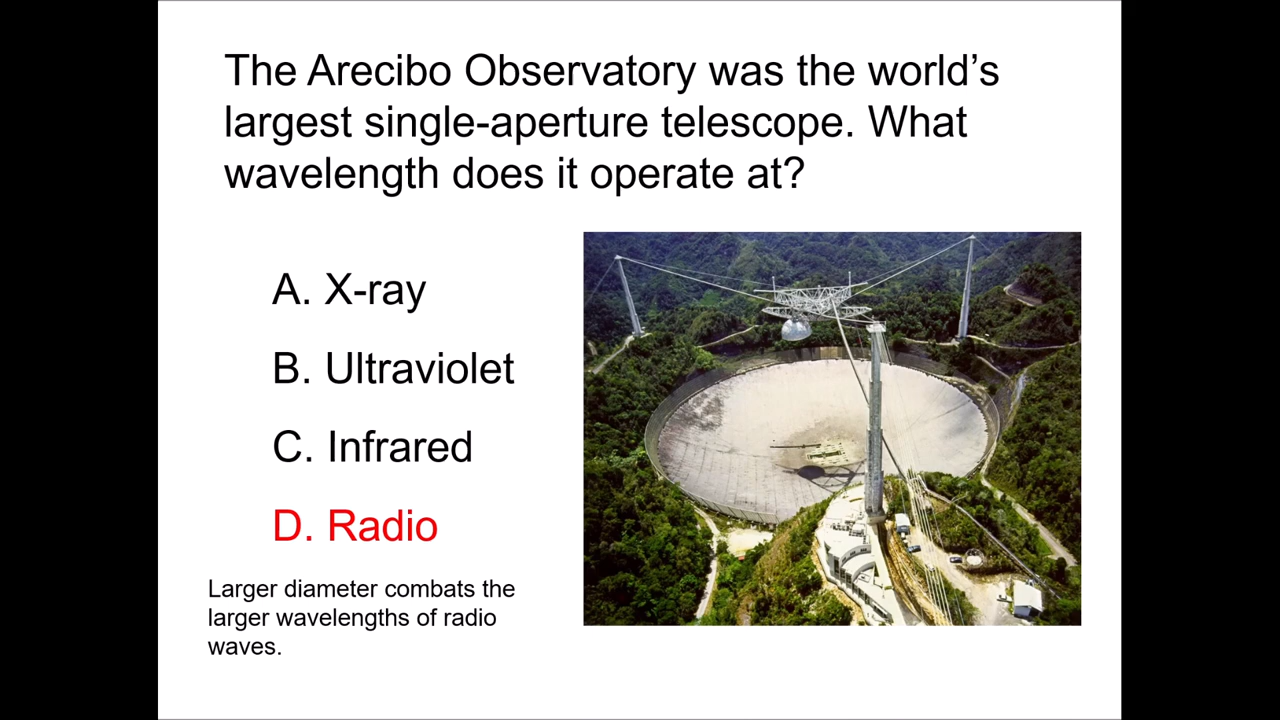 The Arecibo Observatory was the world’s
largest single-aperture telescope. What
wavelength does it operate at?
A. X-ray
B. Ultraviolet
C. Infrared
D. Radio
Larger diameter combats the
larger wavelengths of radio
waves.